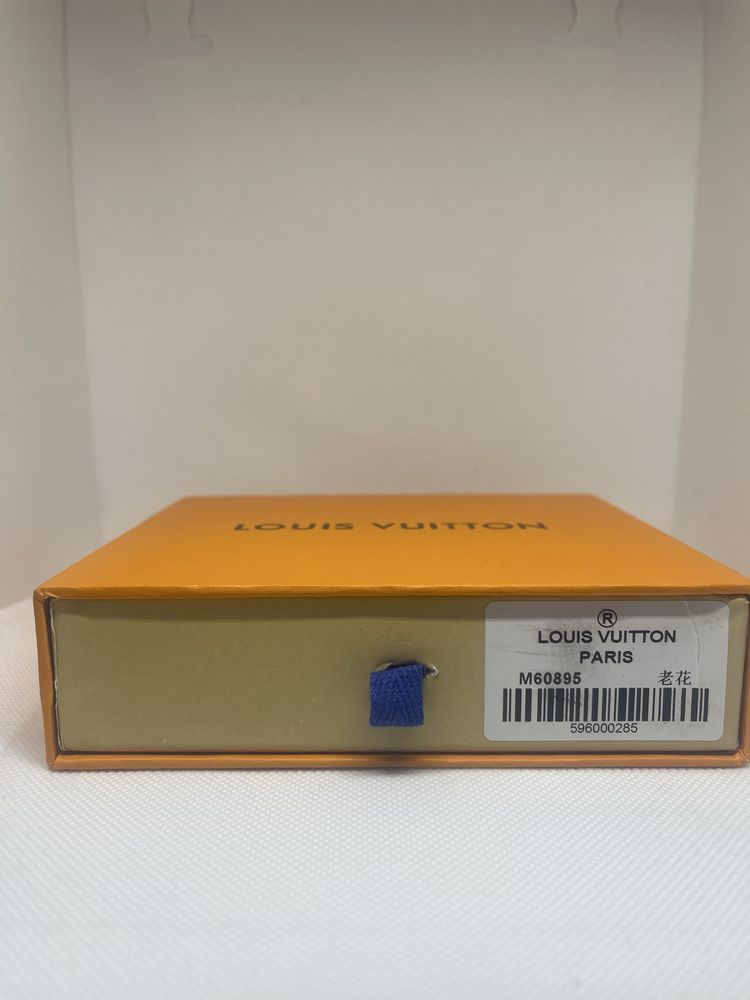 LOUIS VUITTON
®
LOUIS VUITTON
PARIS
M60895 老花
596000285